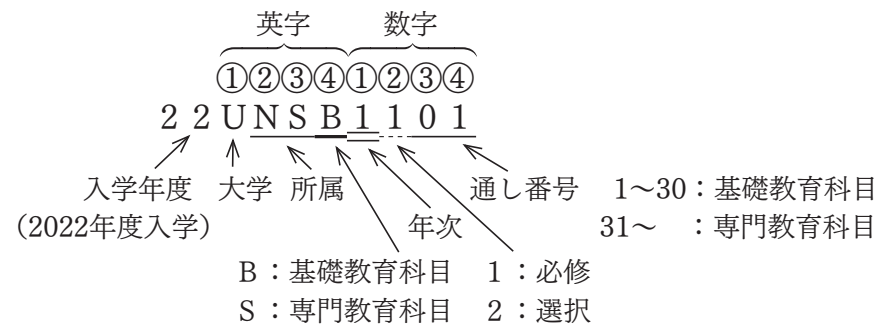 英字 数字
①②③④①②③④
22UNSB1101
入学年度 大学 所属 通し番号 1〜30：基礎教育科目
（2022年度入学） 年次 31〜 ：専門教育科目
B：基礎教育科目 1：必修
S：専門教育科目 2：選択